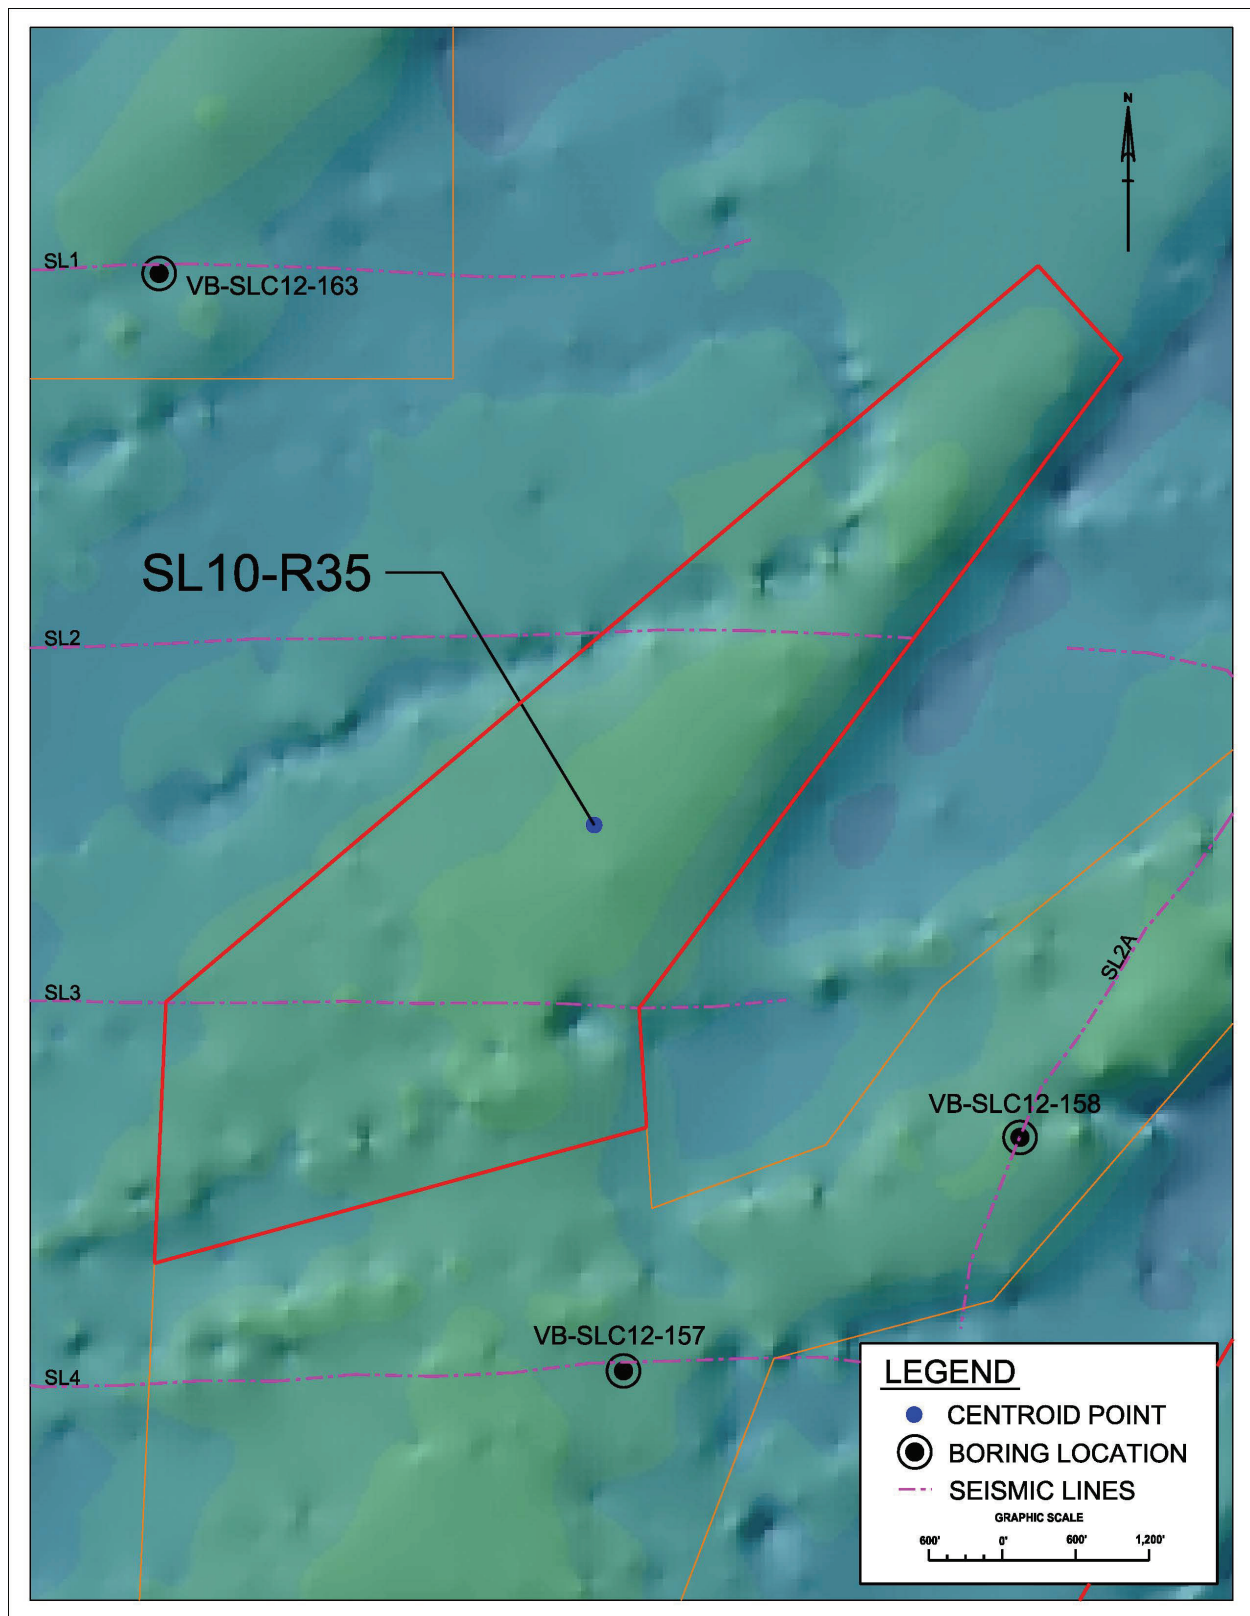 N
SL1
VB-SLC12-163
SL10-R35
SL2
SL2A
SL3
VB-SLC12-158
VB-SLC12-157
SL4
LEGEND
CENTROID POINT
BORING LOCATION
SEISMIC LINES
GRAPHIC SCALE
600' 0' 600' 1,200'